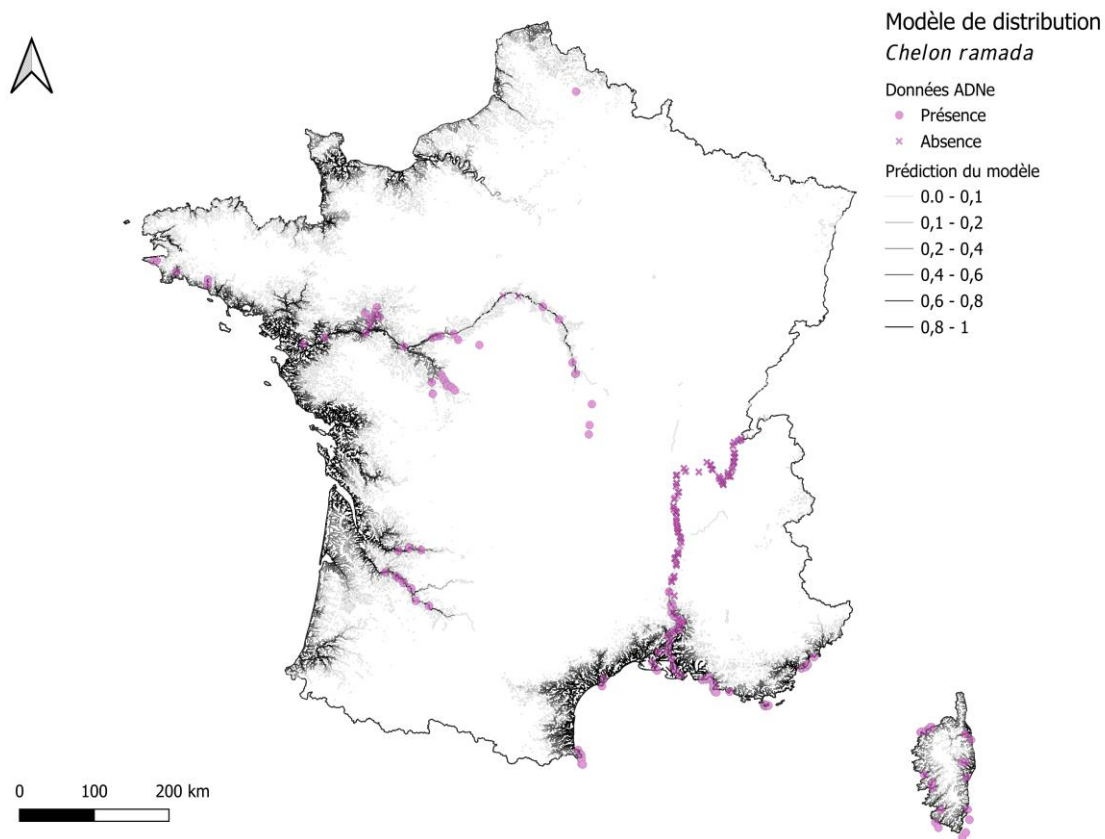 Modèle de distribution
Chelon ramada
Données ADNe
Présence
Absence
Prédiction du modèle
0.0 - 0,1
0,1 - 0,2
0,2 - 0,4
0,4 - 0,6
0,6 - 0,8
0,8 - 1
0 100 200 km